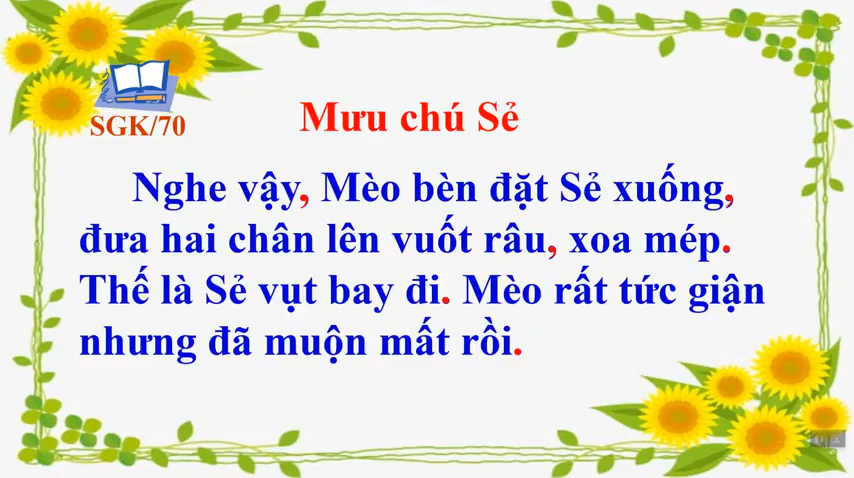 SGK/70
Mưu chú Sẻ
Nghe vậy, Mèo bèn đặt Sẻ xuống,
đưa hai chân lên vuốt râu, xoa mép.
Thế là Sẻ vụt bay đi. Mèo rất tức giận
nhưng đã muộn mất rồi.